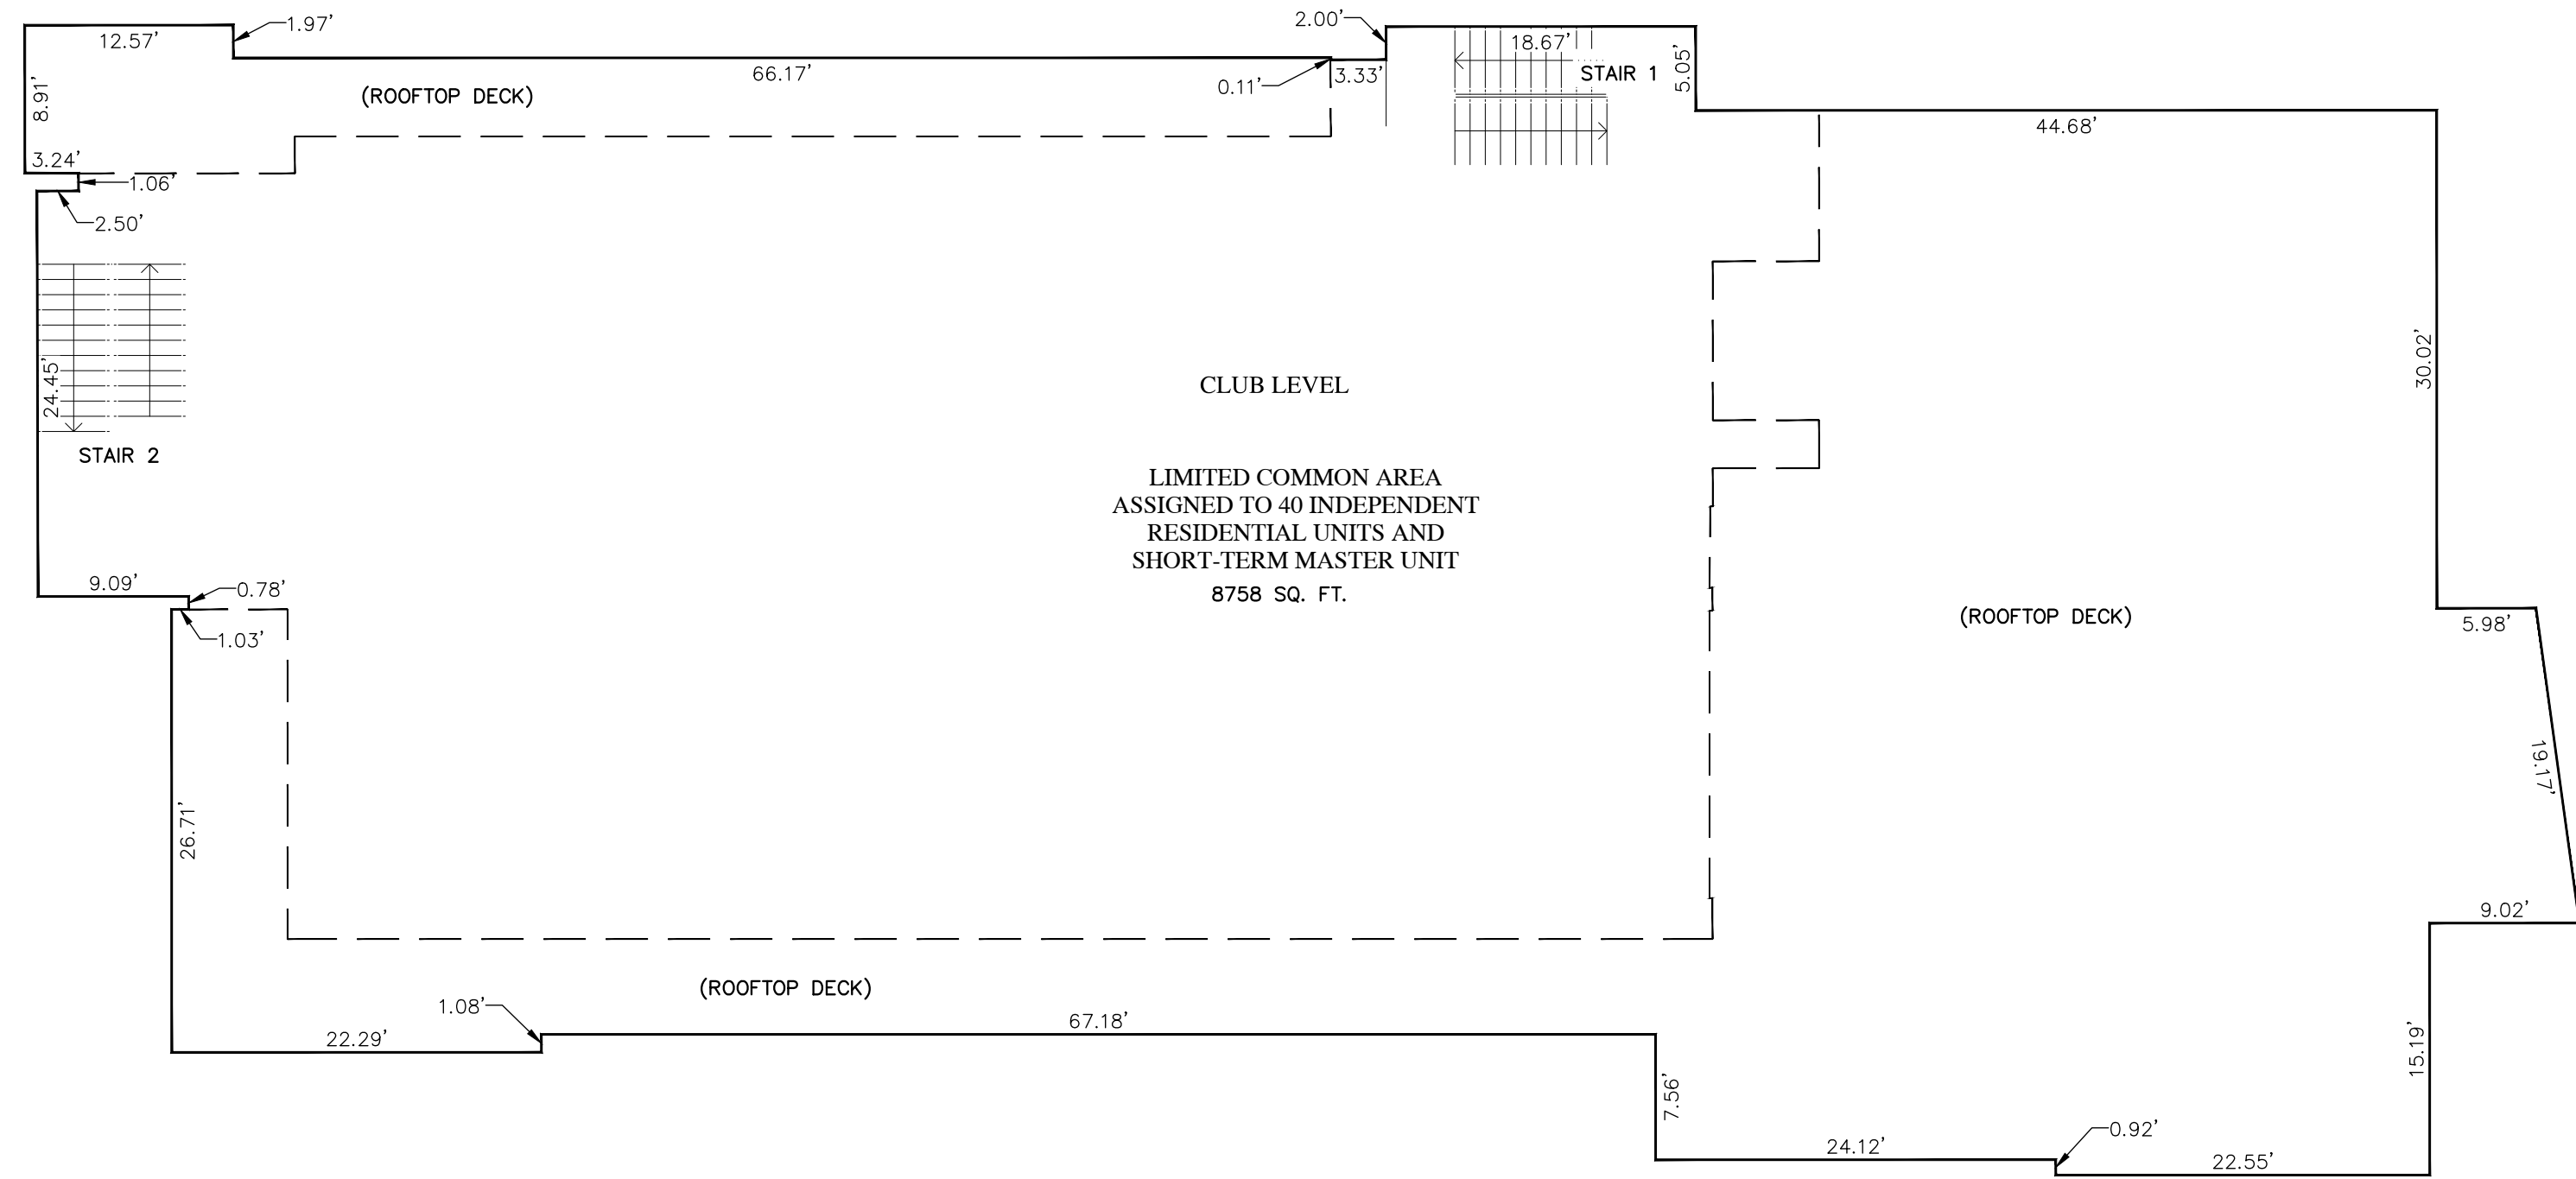 12.57’
1.97’
2.00’
18.67’
5.05’
STAIR 1
66.17’
0.11’
3.33’
8.91’
(ROOFTOP DECK)
44.68’
3.24’
1.06’
2.50’
24.45’
STAIR 2
CLUB LEVEL
30.02’
LIMITED COMMON AREA
ASSIGNED TO 40 INDEPENDENT
RESIDENTIAL UNITS AND
SHORT-TERM MASTER UNIT
8758 SQ. FT.
9.09’
0.78’
1.03’
(ROOFTOP DECK)
5.98’
19.17’
26.71’
9.02’
(ROOFTOP DECK)
1.08’
67.18’
22.29’
15.19’
7.56’
24.12’
0.92’
22.55’